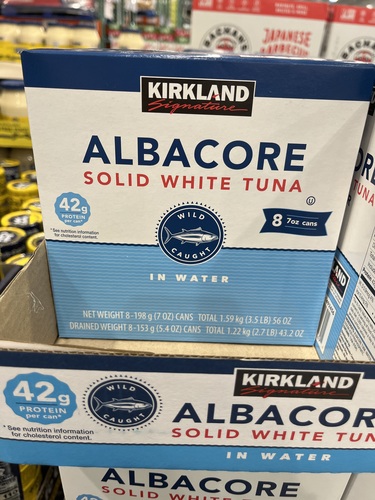 JAPANESE
BARBECUE
KIRKLAND
Signature
ALBACORE
SOLID WHITE TUNA
42g
PROTEIN
per can*
*See nutrition information
for cholesterol content.
WILD
CAUGHT
8 7oz cans
IN WATER
NET WEIGHT 8-198 g (7 OZ) CANS TOTAL 1.59 kg (3.5 LB) 56 OZ
DRAINED WEIGHT 8-153 g (5.4 OZ) CANS TOTAL 1.22 kg (2.7 LB) 43.2 OZ
KIRKLAND
42g
PROTEIN
per can*
*See nutrition information
for cholesterol content.
WILD
CAUGHT
KIRKLAND
Signature
ALBACOR
SOLID WHITE TUN
IN WATER
ALBACORE
SOLID WHITE TUNA